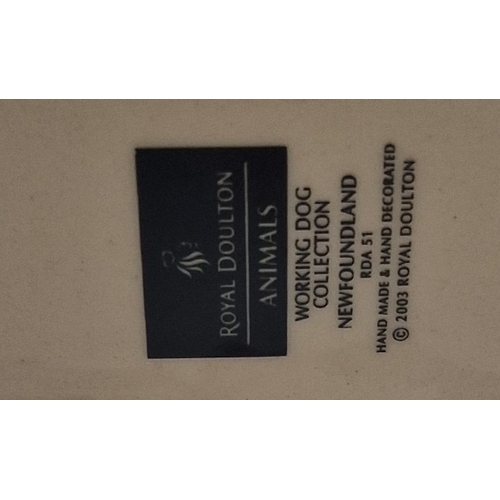 ROYAL DOULTON
ANIMALS
WORKING DOG
COLLECTION
NEWFOUNDLAND
RDA 51
HAND MADE & HAND DECORATED
© 2003 ROYAL DOULTON